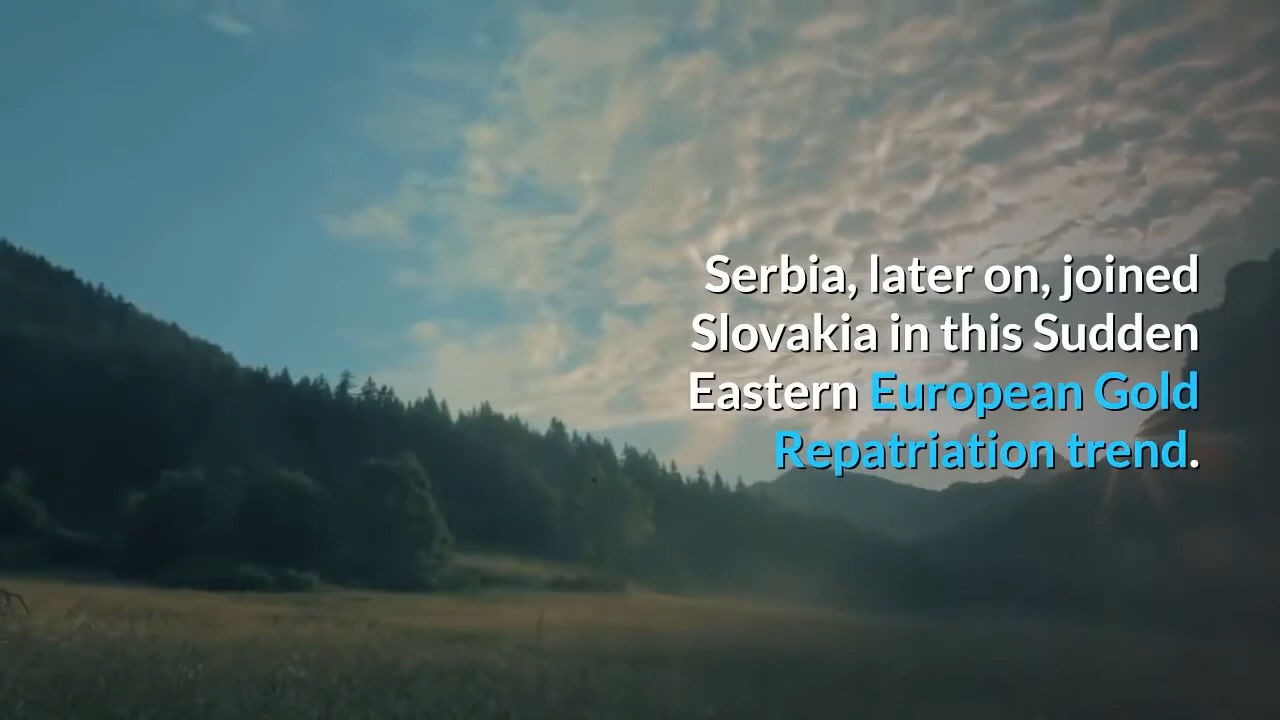 Serbia, later on, joined
Slovakia in this Sudden
Eastern European Gold
Repatriation trend.